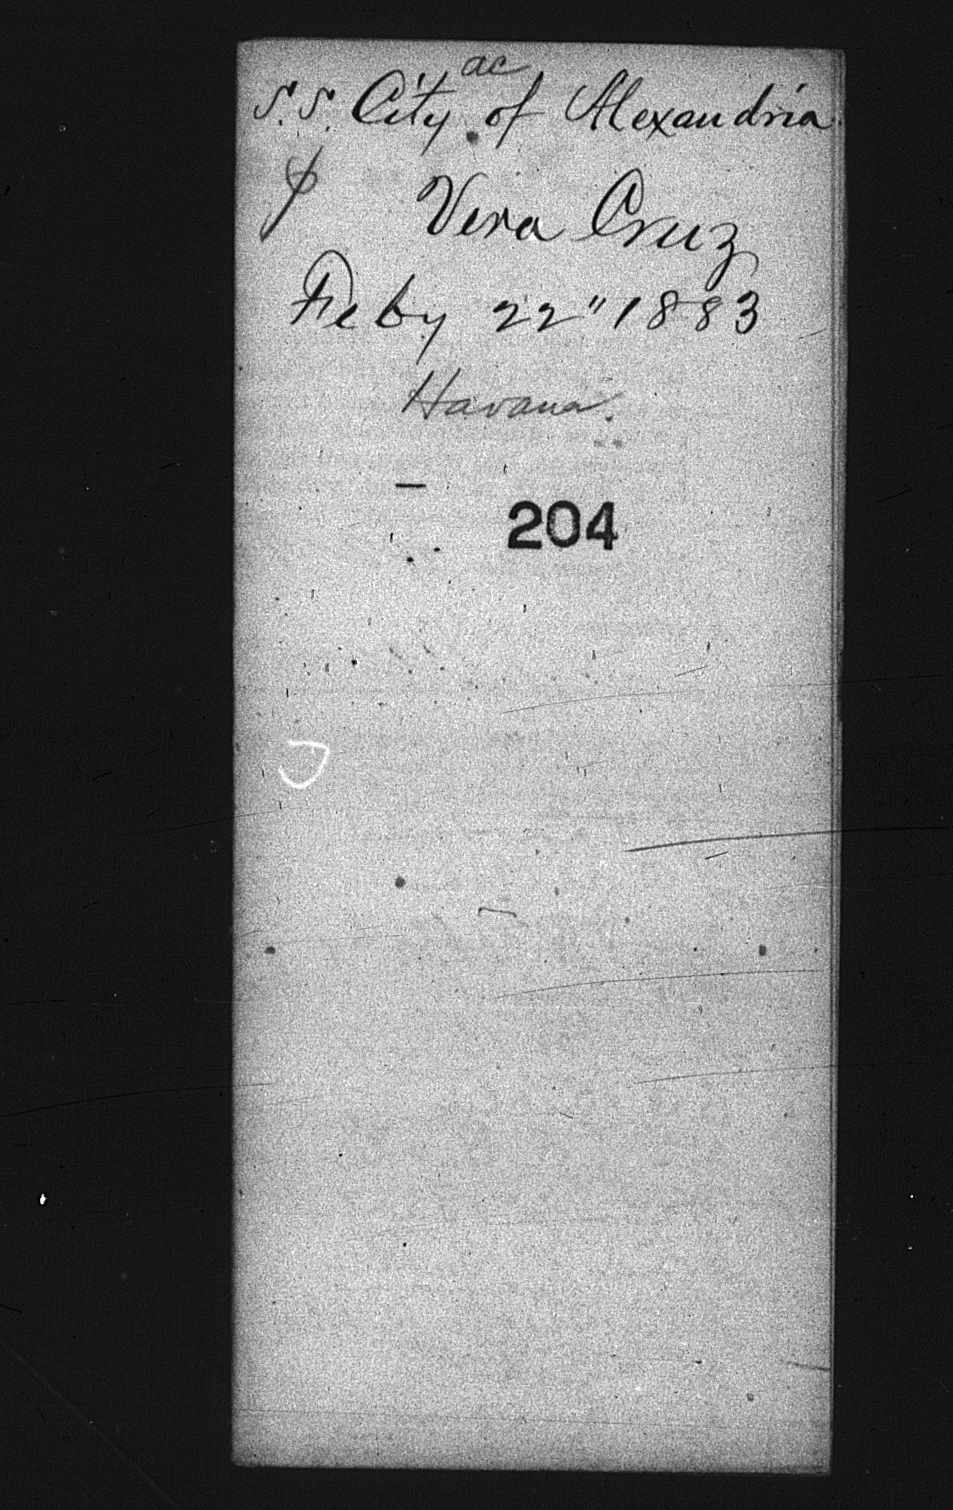 ac
S.S. City of Alexandria
Vera Cruz
Feby 22" 1883
Havana.
204